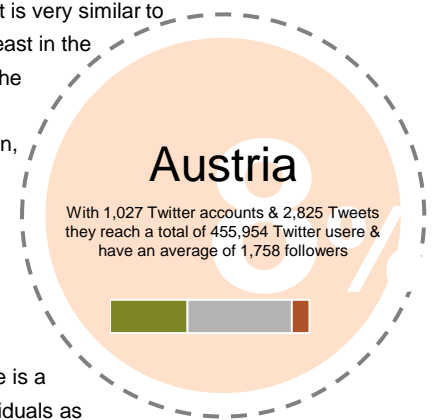 t is very similar to
east in the
he
n,
8%
Austria
With 1,027 Twitter accounts & 2,825 Tweets
they reach a total of 455,954 Twitter usere &
have an average of 1,758 followers
e is a
iduals as